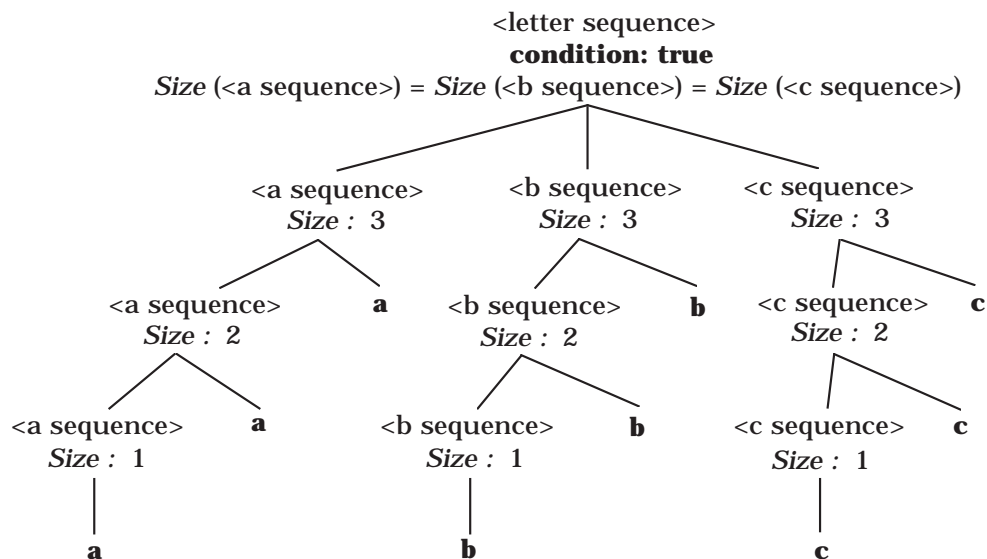 <letter sequence>
condition: true
Size (<a sequence>) = Size (<b sequence>) = Size (<c sequence>)
<a sequence> <b sequence> <c sequence>
Size : 3 Size : 3 Size : 3
<a sequence> a <b sequence> b <c sequence> c
Size : 2 Size : 2 Size : 2
<a sequence> a <b sequence> b <c sequence> c
Size : 1 Size : 1 Size : 1
a b c